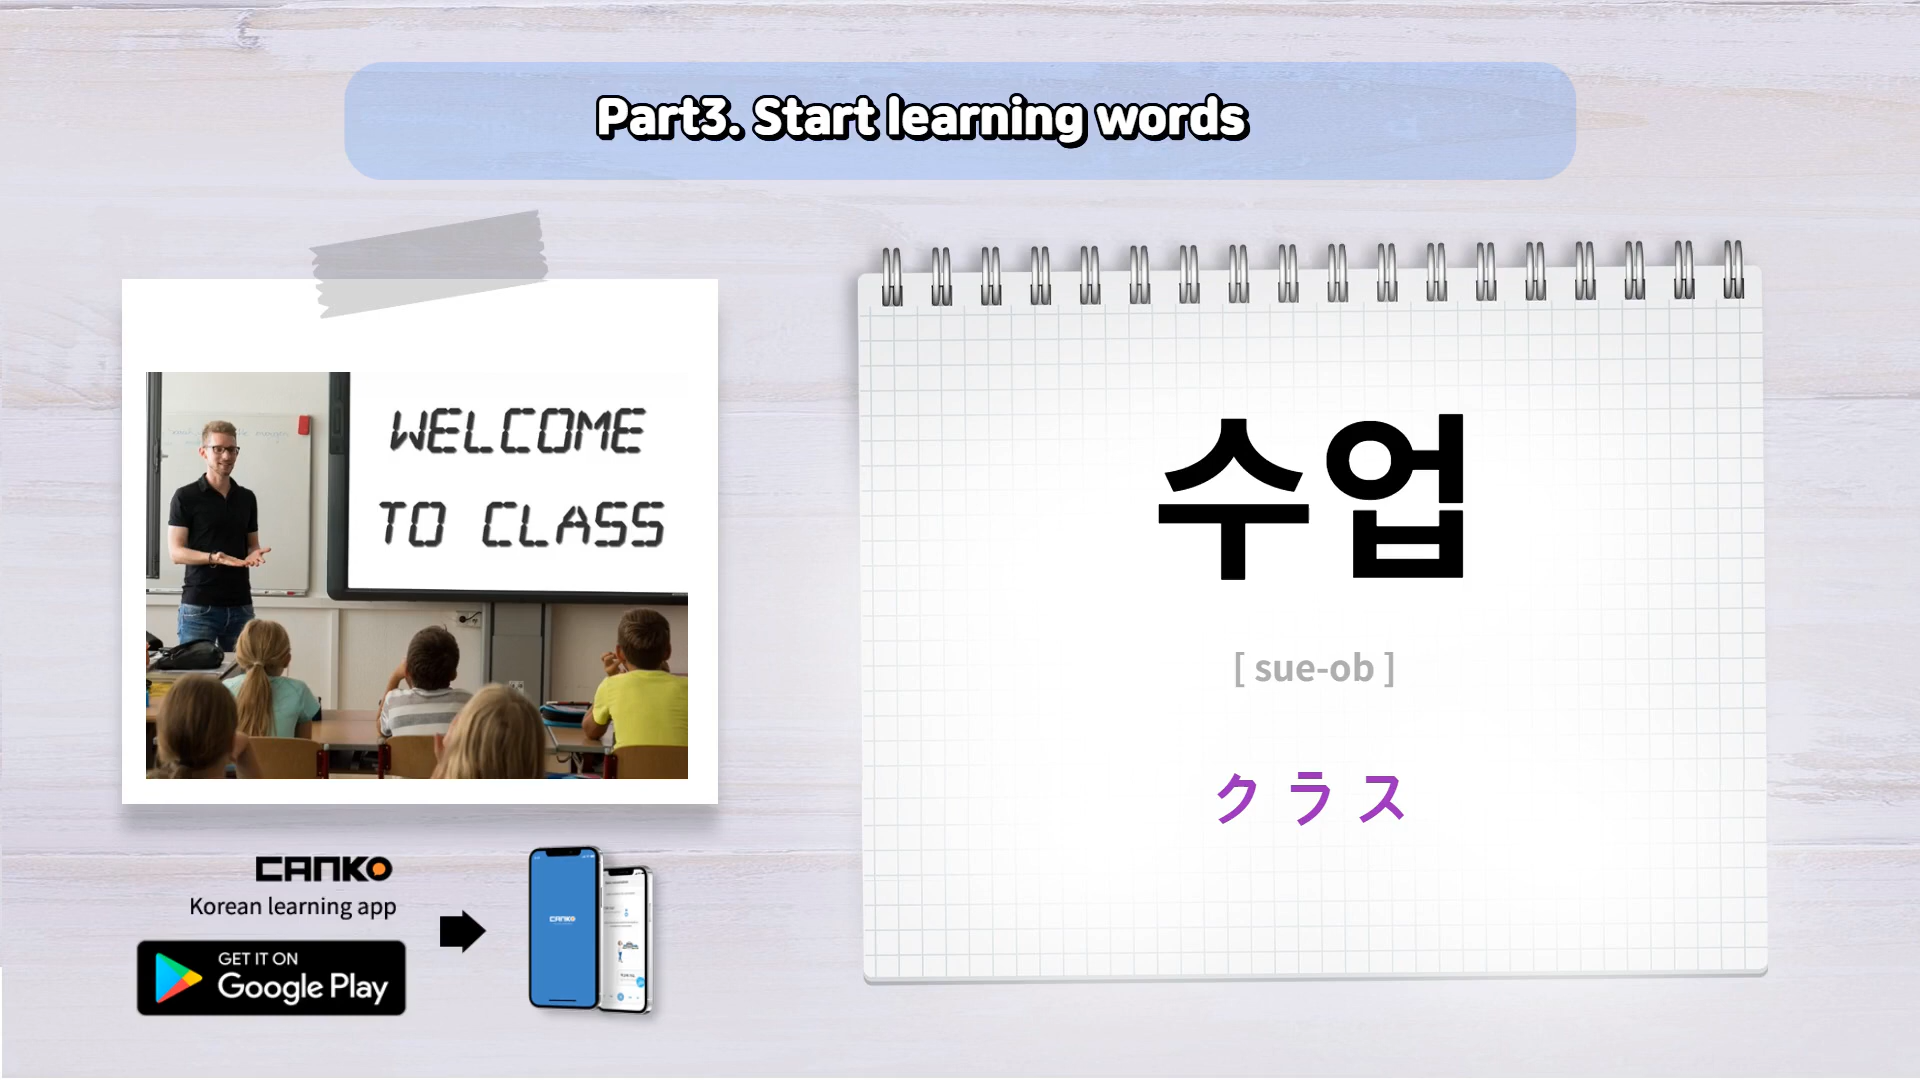 Part3. Start learning words
WELCOME
TO CLASS
수업
[ sue-ob ]
クラス
CANKO
Korean learning app
GET IT ON
Google Play
CANKO